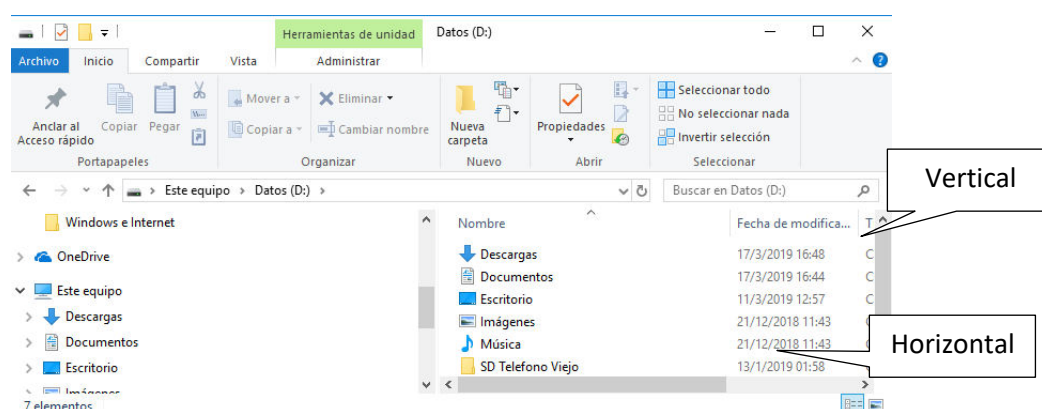 Herramientas de unidad Datos (D:)
Archivo Inicio Compartir Vista Administrar
Anclar al Acceso rápido
Copiar
Pegar
Portapapeles
Mover a
Copiar a
Eliminar
Cambiar nombre
Organizar
Nueva carpeta
Nuevo
Propiedades
Abrir
Seleccionar todo
No seleccionar nada
Invertir selección
Seleccionar
Vertical
Este equipo > Datos (D:) > Buscar en Datos (D:)
Windows e Internet
OneDrive
Este equipo
Descargas
Documentos
Escritorio
Imágenes
Nombre Fecha de modifica... T
Descargas 17/3/2019 16:48 C
Documentos 17/3/2019 16:44 C
Escritorio 11/3/2019 12:57 C
Imágenes 21/12/2018 11:43
Música 21/12/2018 11:43
SD Telefono Viejo 13/1/2019 01:58
Horizontal
7 elementos